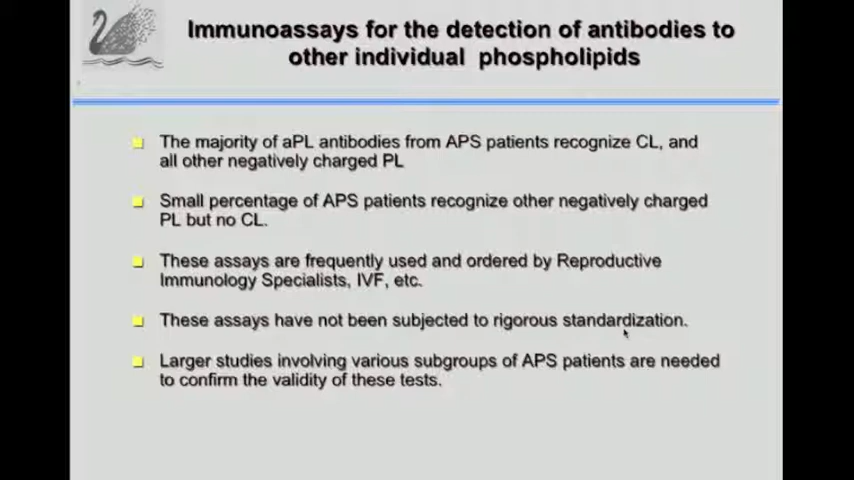 Immunoassays for the detection of antibodies to
other individual phospholipids
The majority of aPL antibodies from APS patients recognize CL, and
all other negatively charged PL
Small percentage of APS patients recognize other negatively charged
PL but no CL.
These assays are frequently used and ordered by Reproductive
Immunology Specialists, IVF, etc.
These assays have not been subjected to rigorous standardization.
Larger studies involving various subgroups of APS patients are needed
to confirm the validity of these tests.